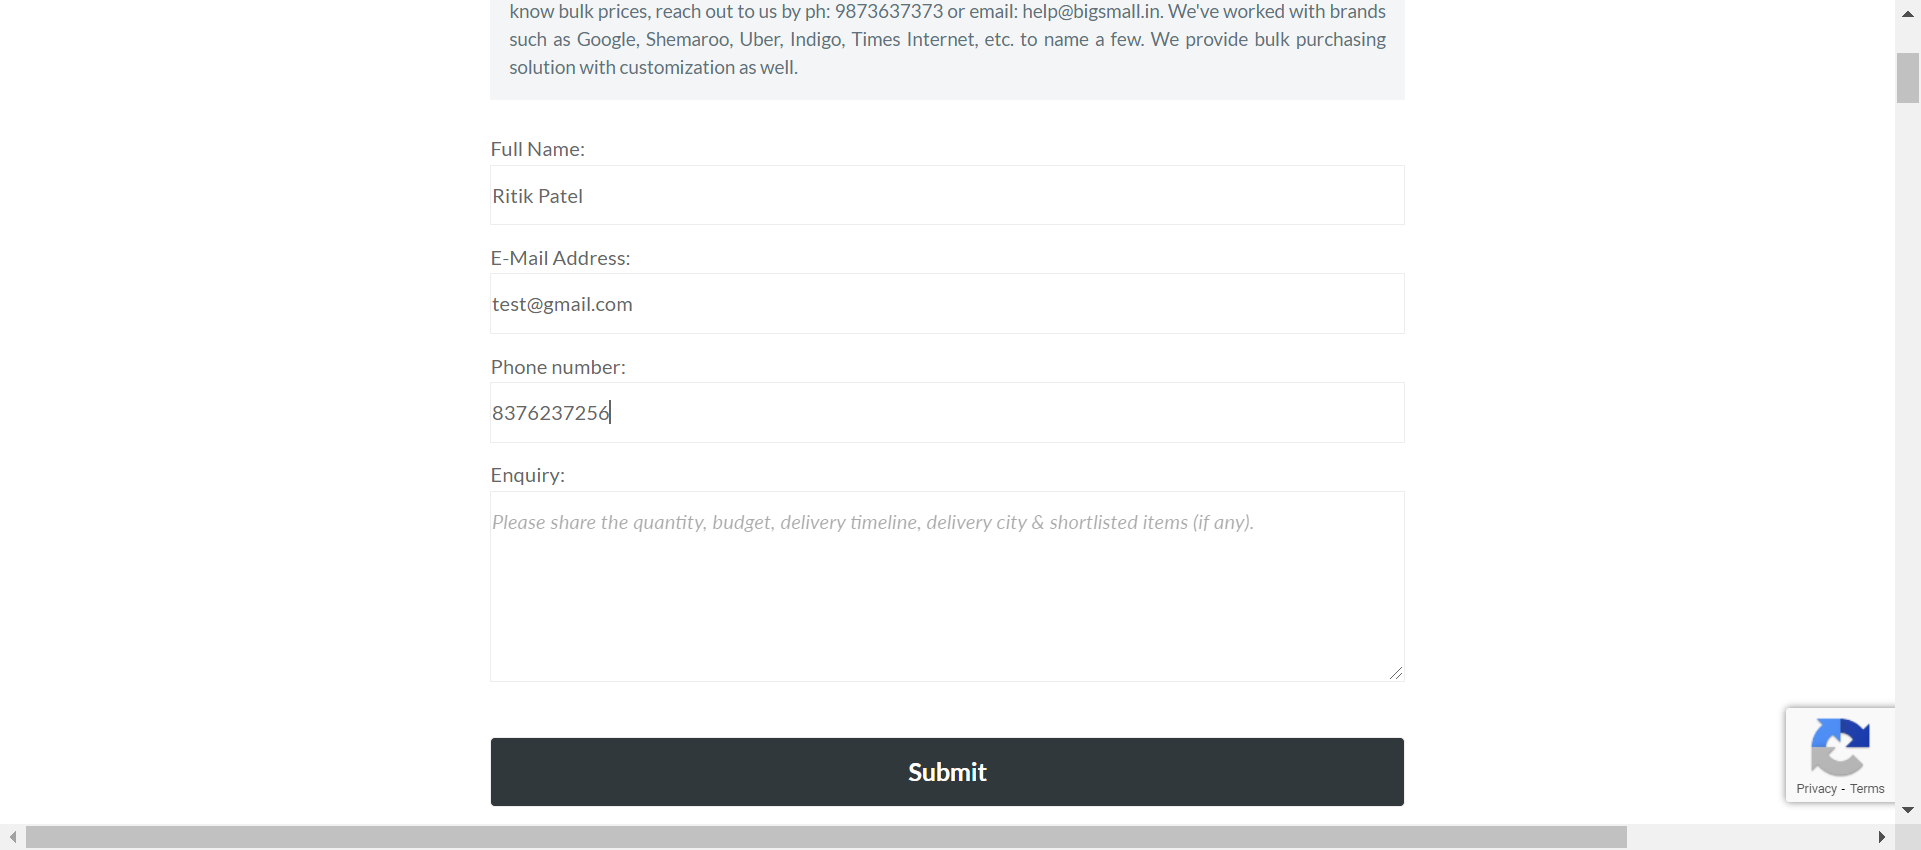 know bulk prices, reach out to us by ph: 9873637373 or email: help@bigsmall.in. We've worked with brands
such as Google, Shemaroo, Uber, Indigo, Times Internet, etc. to name a few. We provide bulk purchasing
solution with customization as well.
Full Name:
Ritik Patel
E-Mail Address:
test@gmail.com
Phone number:
8376237256
Enquiry:
Please share the quantity, budget, delivery timeline, delivery city & shortlisted items (if any).
Submit
Privacy - Terms